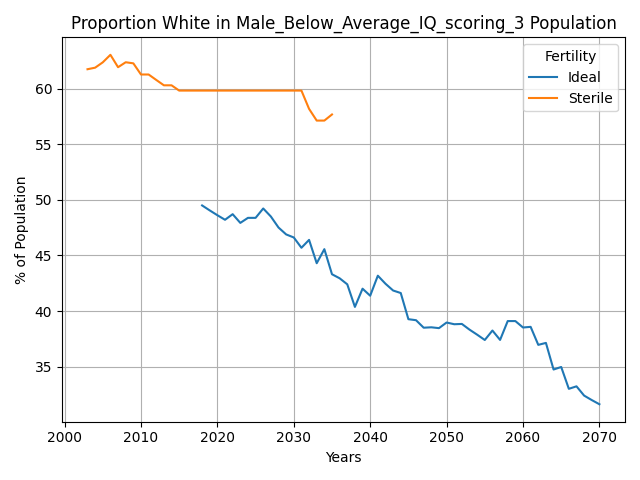 Proportion White in Male_Below_Average_IQ_scoring_3 Population
Fertility
Ideal
Sterile
% of Population
60
55
50
45
40
35
2000 2010 2020 2030 2040 2050 2060 2070
Years